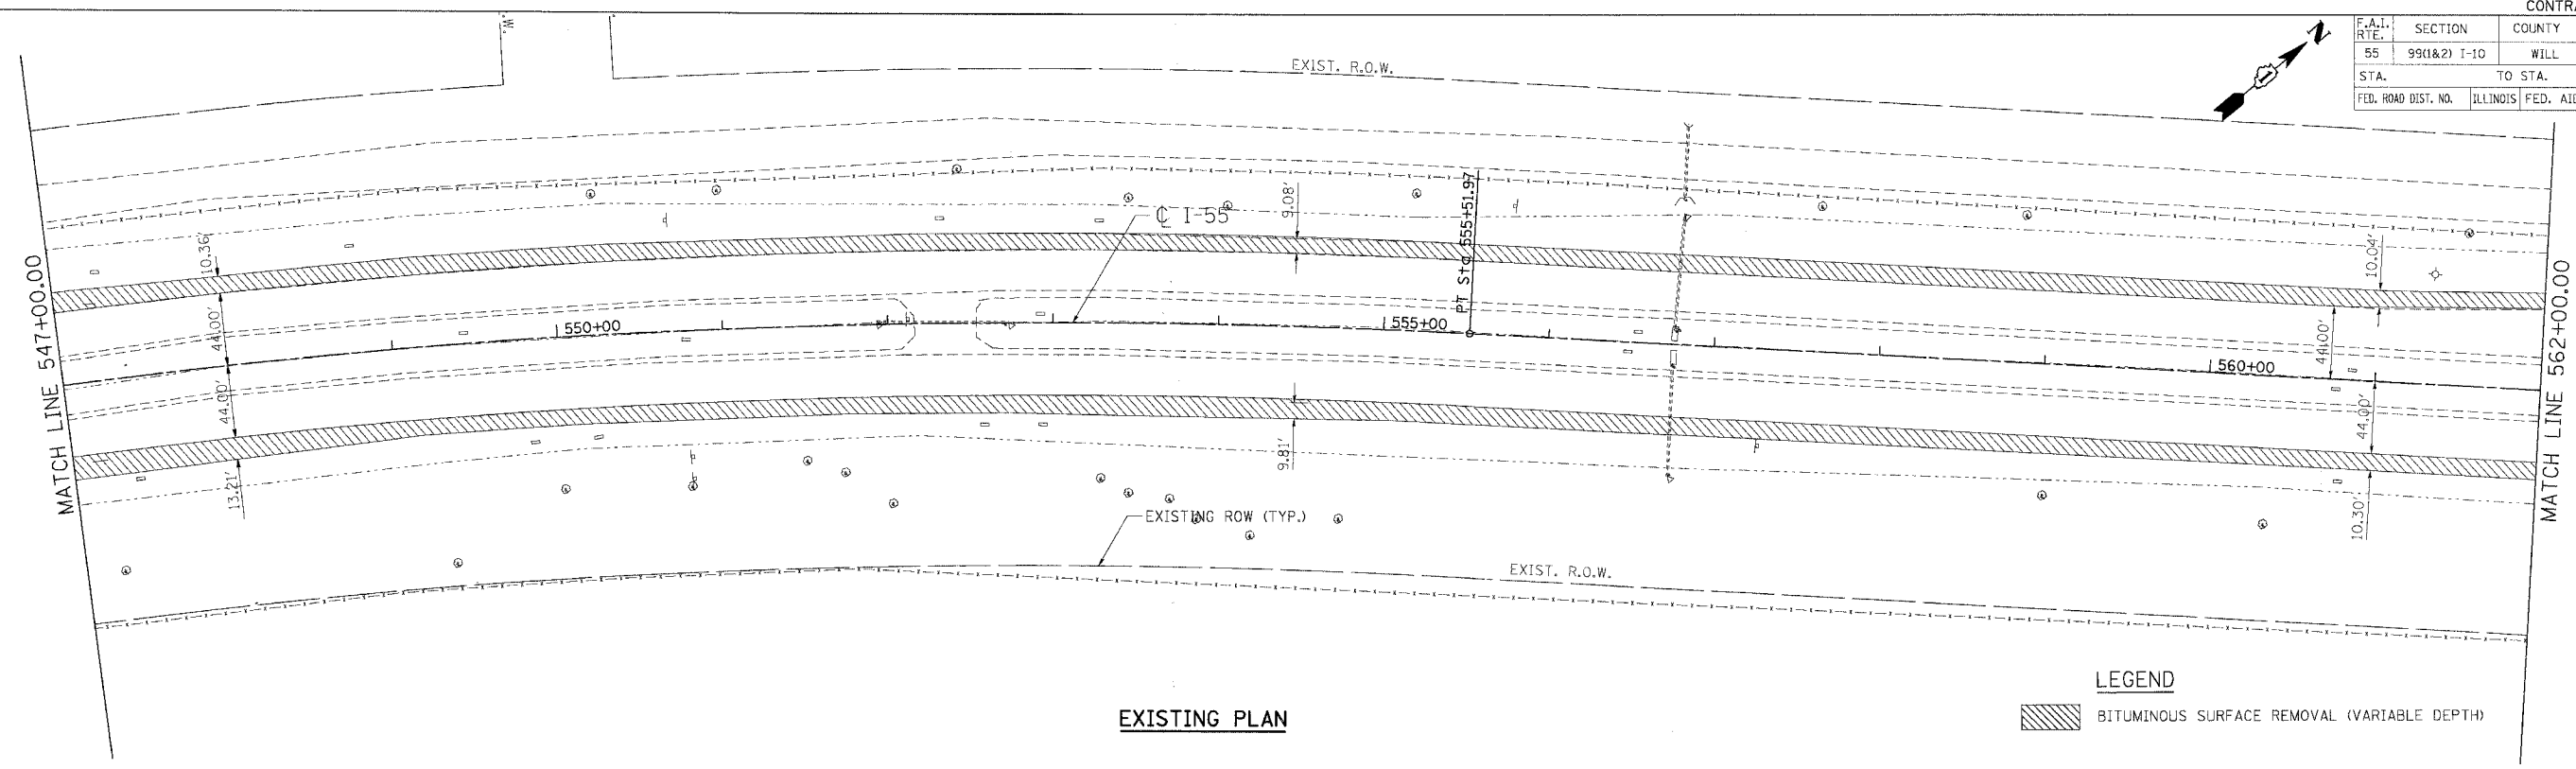 CONTRA
F.A.I. RTE. SECTION COUNTY
55 99(1&2) I-10 WILL
STA. TO STA.
FED. ROAD DIST. NO. ILLINOIS FED. AID
N
EXIST. R.O.W.
℄ I-55
9.08'
PT Sta 555+51.97
10.36'
10.04'
MATCH LINE 547+00.00
44.00'
550+00
555+00
560+00
44.00'
MATCH LINE 562+00.00
44.00'
44.00'
13.21'
9.81'
10.30'
EXISTING ROW (TYP.)
EXIST. R.O.W.
EXISTING PLAN
LEGEND
BITUMINOUS SURFACE REMOVAL (VARIABLE DEPTH)